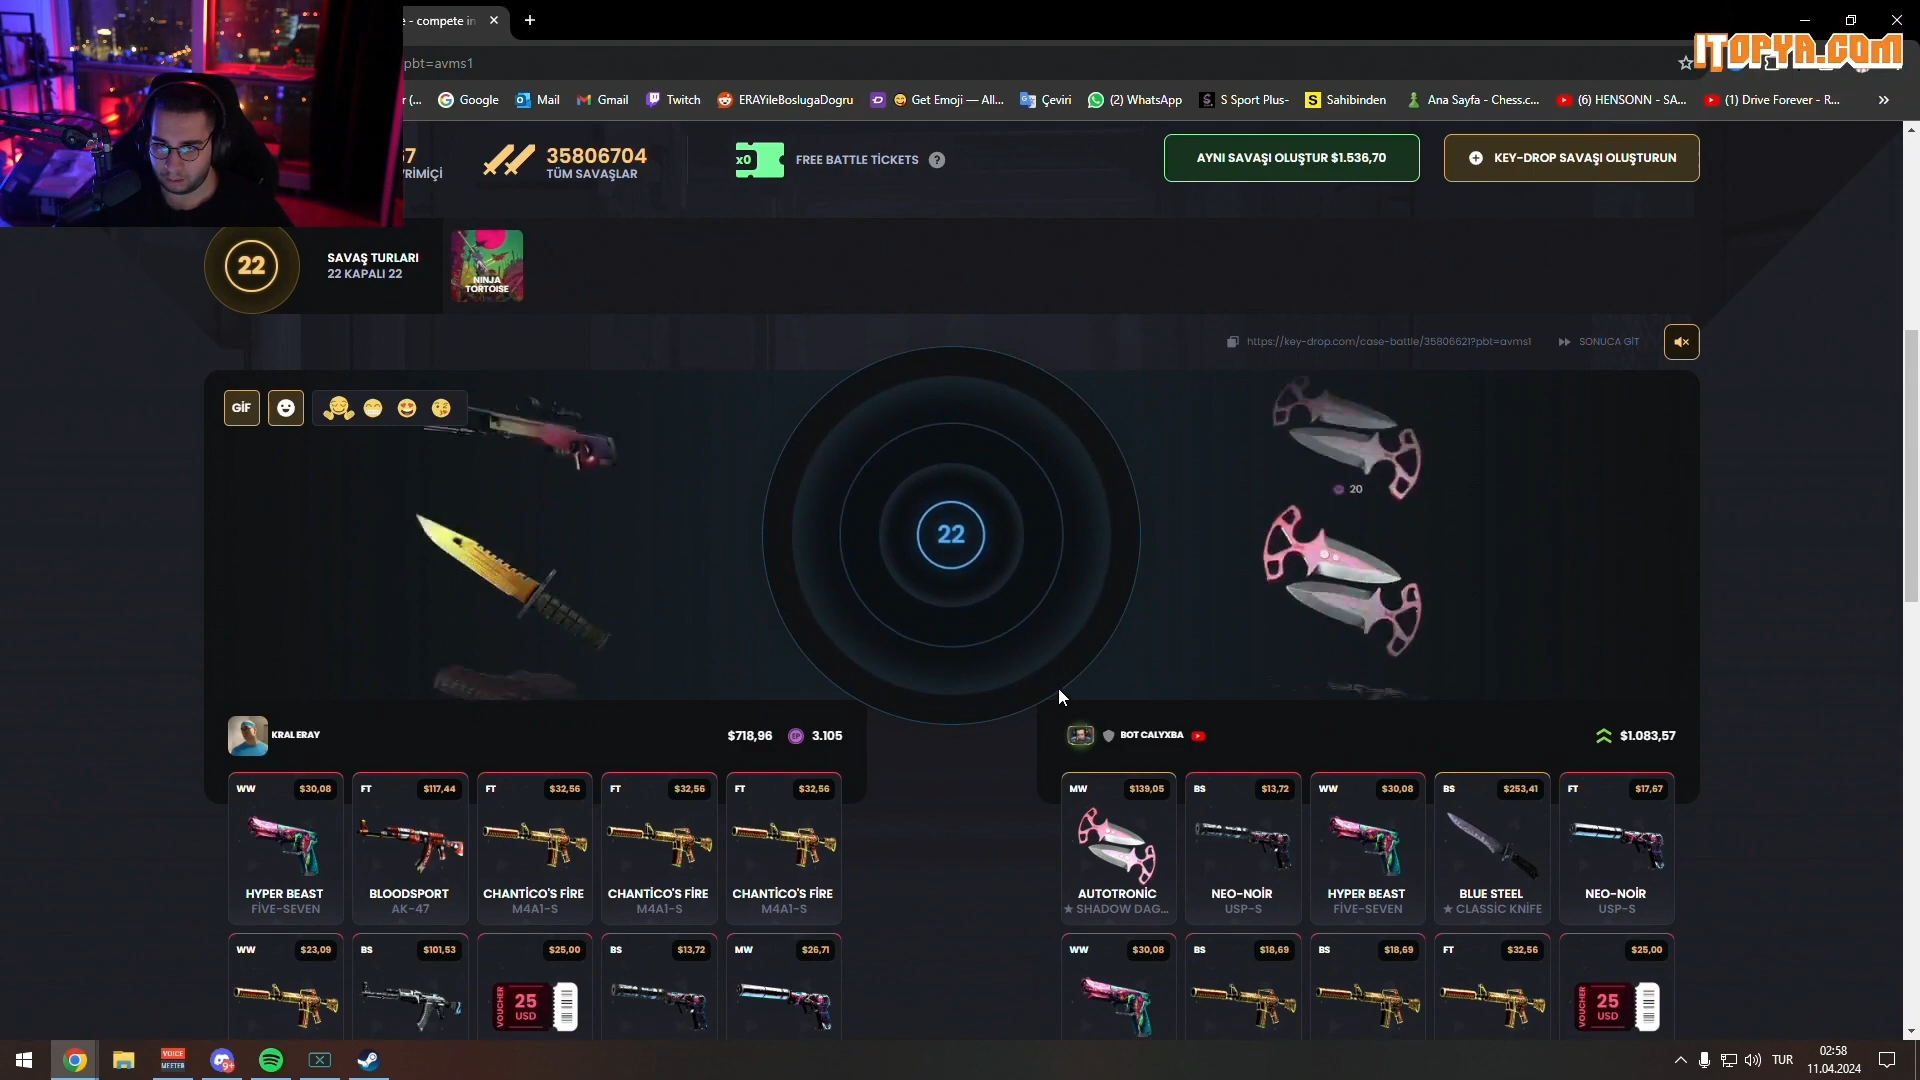 - compete in
ITOPYA.COM
pbt=avms1
Google
Mail
Gmail
Twitch
ERAYileBoslugaDogru
Get Emoji — All...
Çeviri
(2) WhatsApp
S Sport Plus-
Sahibinden
Ana Sayfa - Chess.c...
(6) HENSONN - SA...
(1) Drive Forever - R...
35806704
TÜM SAVAŞLAR
x0
FREE BATTLE TICKETS
?
AYNI SAVAŞI OLUŞTUR $1.536,70
KEY-DROP SAVAŞI OLUŞTURUN
22
SAVAŞ TURLARI
22 KAPALI 22
NINJA
TORTOISE
https://key-drop.com/case-battle/35806621?pbt=avms1
SONUCA GİT
GIF
20
22
KRAL ERAY
$718,96
3.105
BOT CALYXBA
$1.083,57
WW $30,08
HYPER BEAST
FİVE-SEVEN
FT $117,44
BLOODSPORT
AK-47
FT $32,56
CHANTİCO'S FİRE
M4A1-S
FT $32,56
CHANTİCO'S FİRE
M4A1-S
FT $32,56
CHANTİCO'S FİRE
M4A1-S
MW $139,05
AUTOTRONİC
★ SHADOW DAG...
BS $13,72
NEO-NOİR
USP-S
WW $30,08
HYPER BEAST
FİVE-SEVEN
BS $253,41
BLUE STEEL
★ CLASSİC KNİFE
FT $17,67
NEO-NOİR
USP-S
WW $23,09
BS $101,53
$25,00
VOUCHER
25
USD
BS $13,72
MW $26,71
WW $30,08
BS $18,69
BS $18,69
FT $32,56
$25,00
VOUCHER
25
USD
VOICE
MEETER
9+
TUR
02:58
11.04.2024